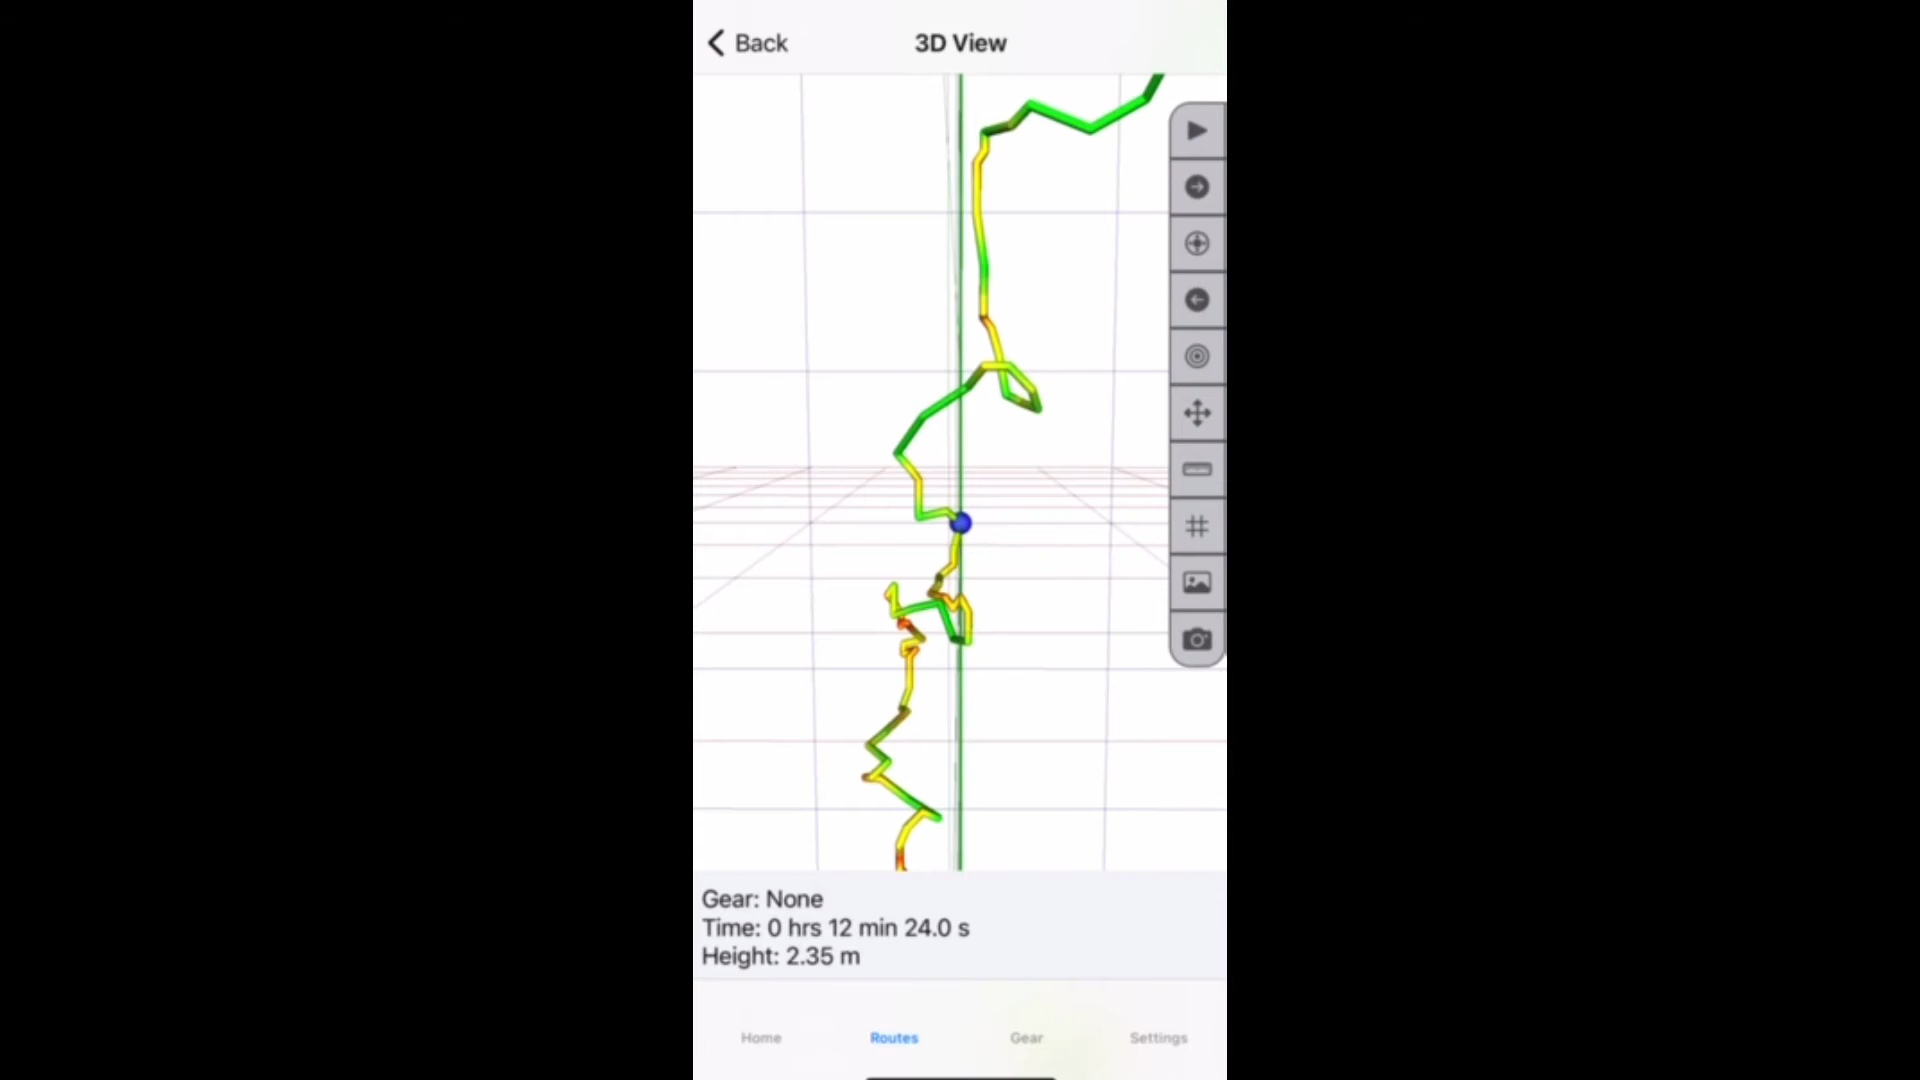 Back
3D View
Gear: None
Time: 0 hrs 12 min 24.0 s
Height: 2.35 m
Home
Routes
Gear
Settings